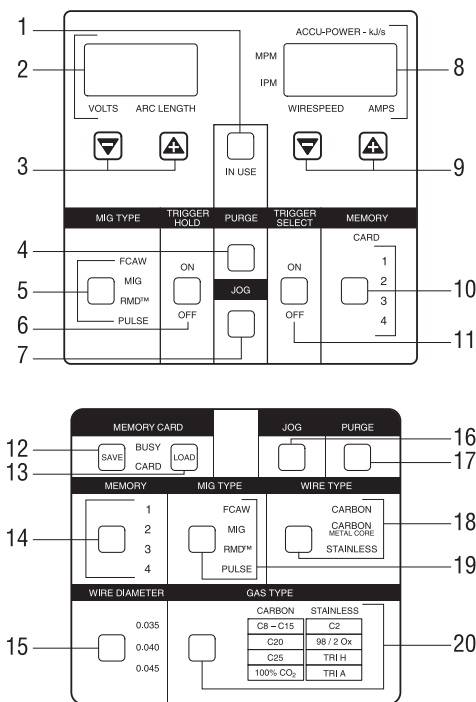 1
2
3
4
5
6
7
8
9
10
11
ACCU-POWER - kJ/s
MPM
IPM
VOLTS ARC LENGTH
WIRESPEED AMPS
IN USE
MIG TYPE
TRIGGER HOLD
PURGE
TRIGGER SELECT
MEMORY
FCAW
MIG
RMD™
PULSE
ON
OFF
JOG
ON
OFF
CARD
1
2
3
4
12
13
14
15
16
17
18
19
20
MEMORY CARD
JOG
PURGE
SAVE
BUSY
CARD
LOAD
MEMORY
MIG TYPE
WIRE TYPE
1
2
3
4
FCAW
MIG
RMD™
PULSE
CARBON
CARBON
METAL CORE
STAINLESS
WIRE DIAMETER
GAS TYPE
0.035
0.040
0.045
CARBON STAINLESS
C8 – C15 C2
C20 98 / 2 Ox
C25 TRI H
100% CO₂ TRI A